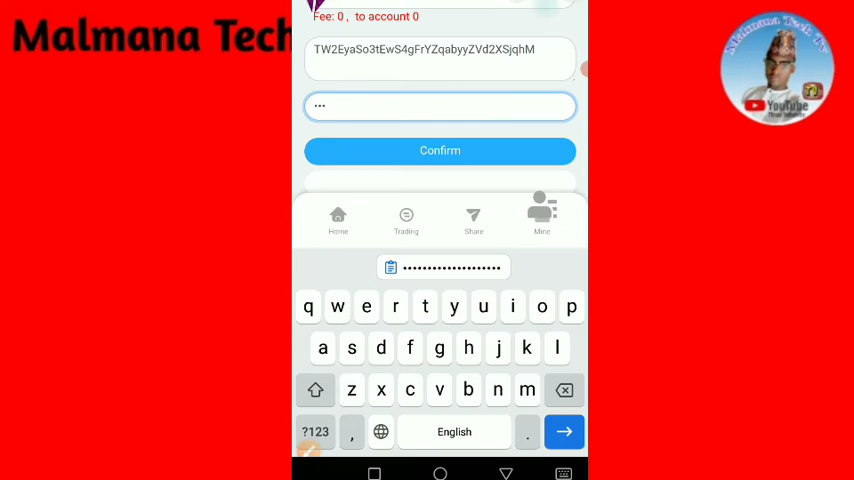 Malmana Tech
Fee: 0 , to account 0
TW2EyaSo3tEwS4gFrYZqabyyZVd2XSjqhM
•••
Confirm
Home
Trading
Share
Mine
••••••••••••••••••••
q w e r t y u i o p
a s d f g h j k l
z x c v b n m
?123 , English .
YouTube